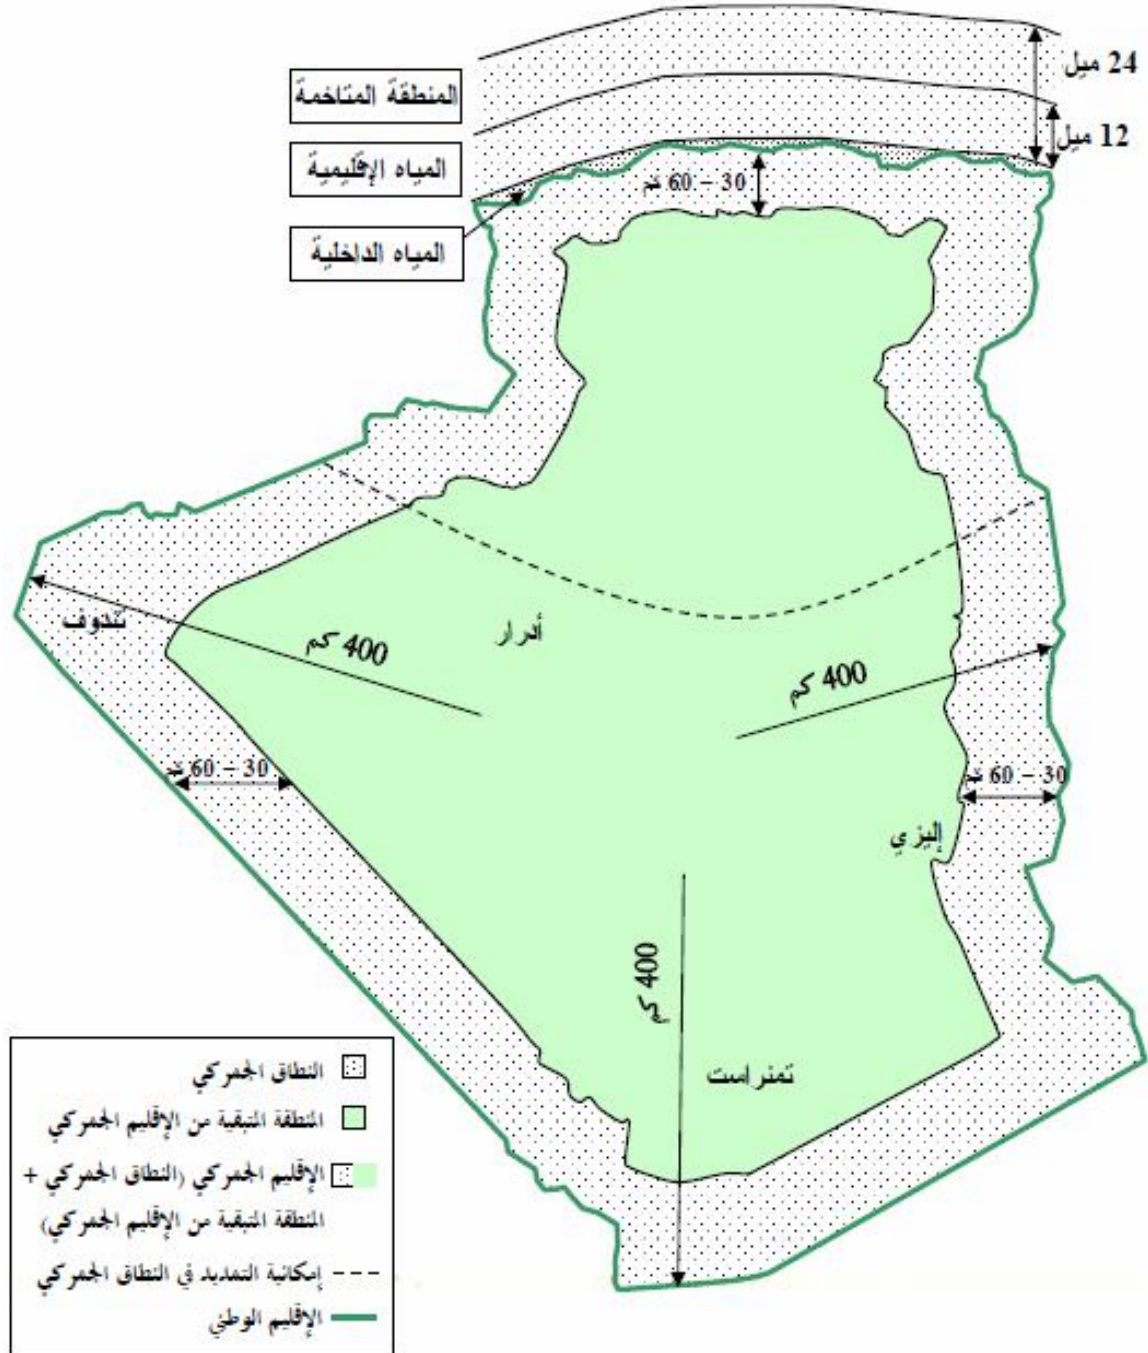 24 ميل
المنطقة المتاخمة
12 ميل
المياه الإقليمية
30 – 60 كم
المياه الداخلية
تندوف
أدرار
400 كم
400 كم
30 – 60 كم
30 – 60 كم
إليزي
400 كم
تمنراست
النطاق الجمركي
المنطقة المتبقية من الإقليم الجمركي
الإقليم الجمركي (النطاق الجمركي +
المنطقة المتبقية من الإقليم الجمركي)
إمكانية التمديد في النطاق الجمركي
الإقليم الوطني